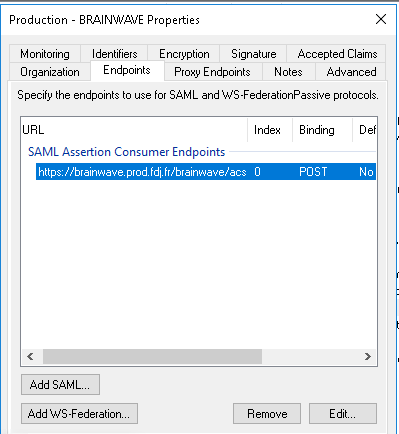 Production - BRAINWAVE Properties
Monitoring Identifiers Encryption Signature Accepted Claims
Organization Endpoints Proxy Endpoints Notes Advanced
Specify the endpoints to use for SAML and WS-FederationPassive protocols.
URL Index Binding Def
SAML Assertion Consumer Endpoints
https://brainwave.prod.fdj.fr/brainwave/acs 0 POST No
Add SAML...
Add WS-Federation... Remove Edit...